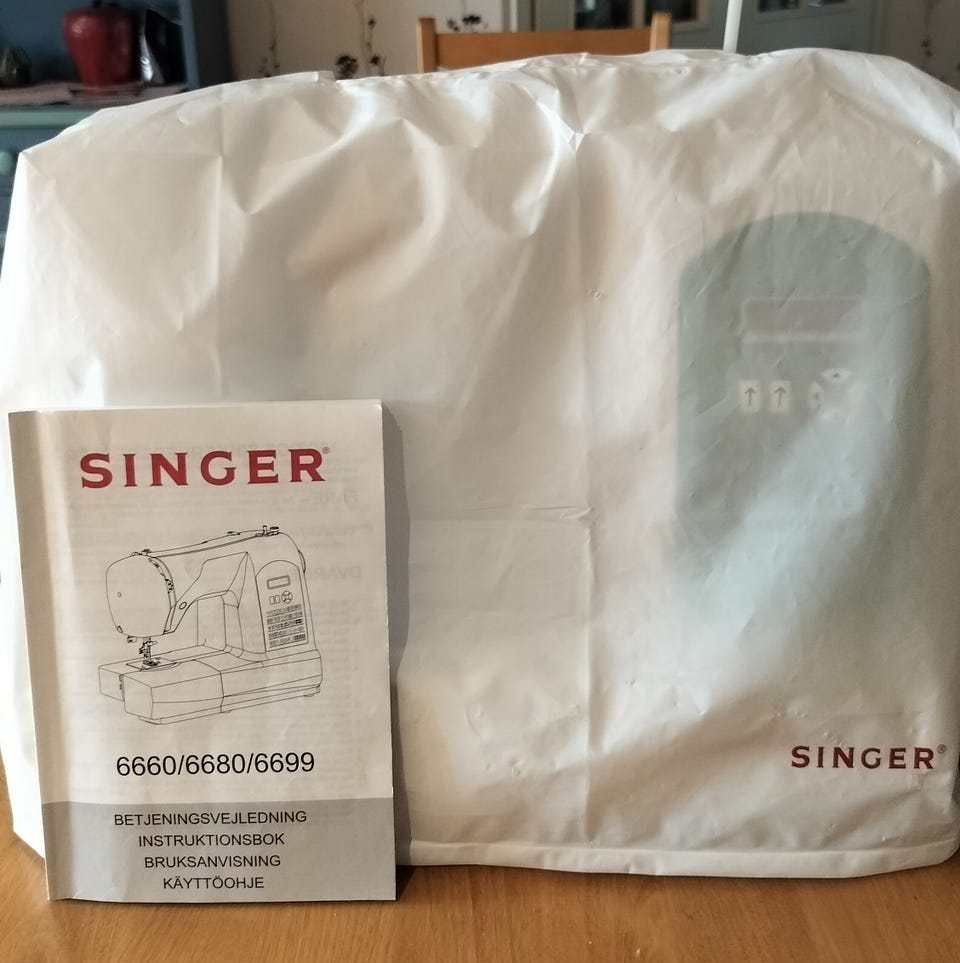 SINGER®
6660/6680/6699
BETJENINGSVEJLEDNING
INSTRUKTIONSBOK
BRUKSANVISNING
KÄYTTÖOHJE
SINGER®